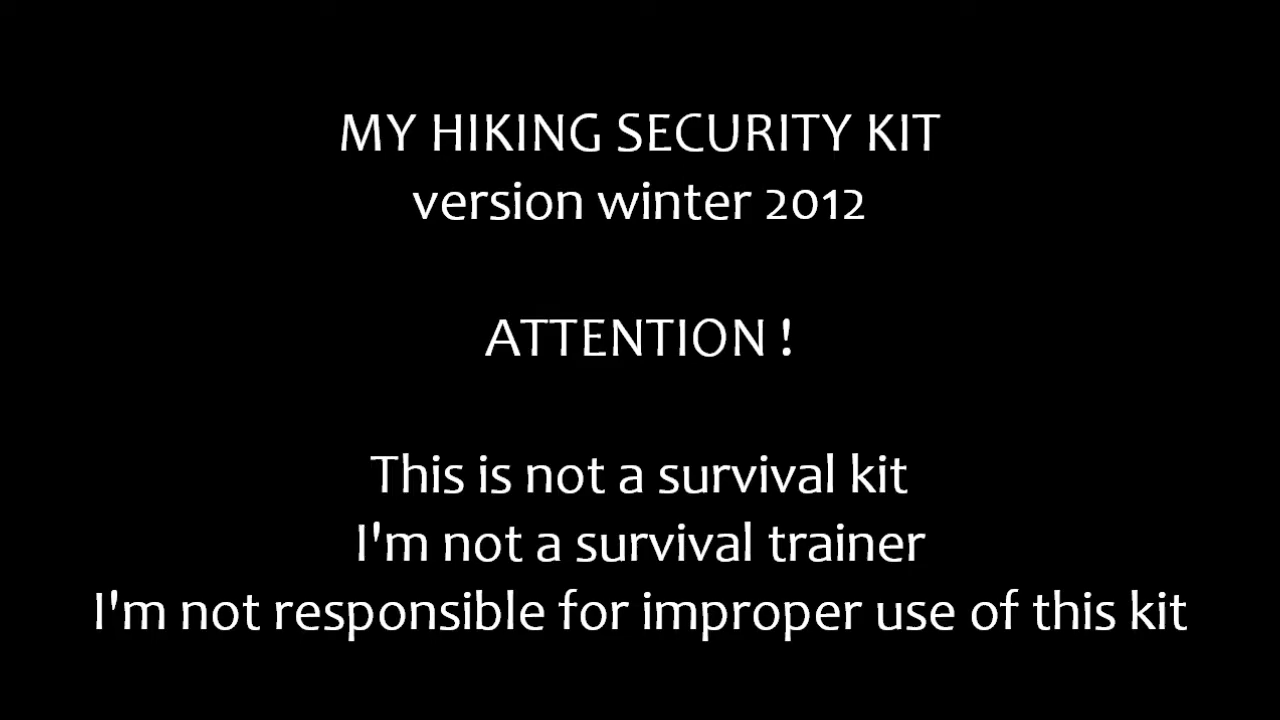 MY HIKING SECURITY KIT
version winter 2012
ATTENTION !
This is not a survival kit
I'm not a survival trainer
I'm not responsible for improper use of this kit